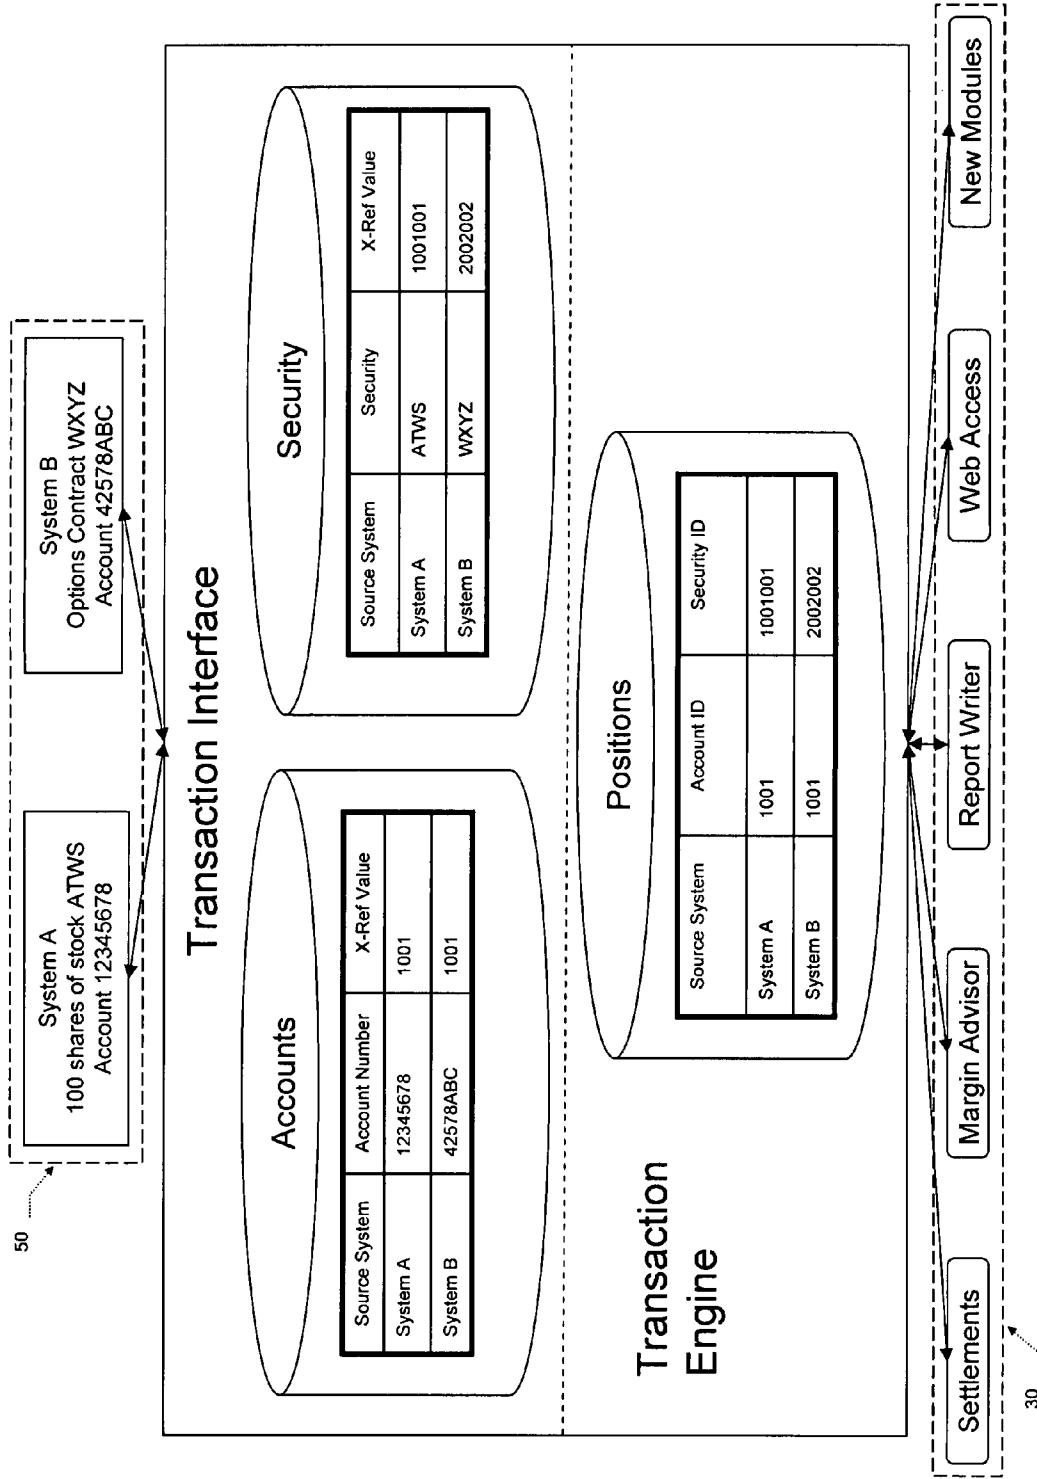 50
System A
100 shares of stock ATWS
Account 12345678
System B
Options Contract WXYZ
Account 42578ABC
Transaction Interface
Accounts
Source System Account Number X-Ref Value
System A 12345678 1001
System B 42578ABC 1001
Security
Source System Security X-Ref Value
System A ATWS 1001001
System B WXYZ 2002002
Transaction
Engine
Positions
Source System Account ID Security ID
System A 1001 1001001
System B 1001 2002002
Settlements
Margin Advisor
Report Writer
Web Access
New Modules
30